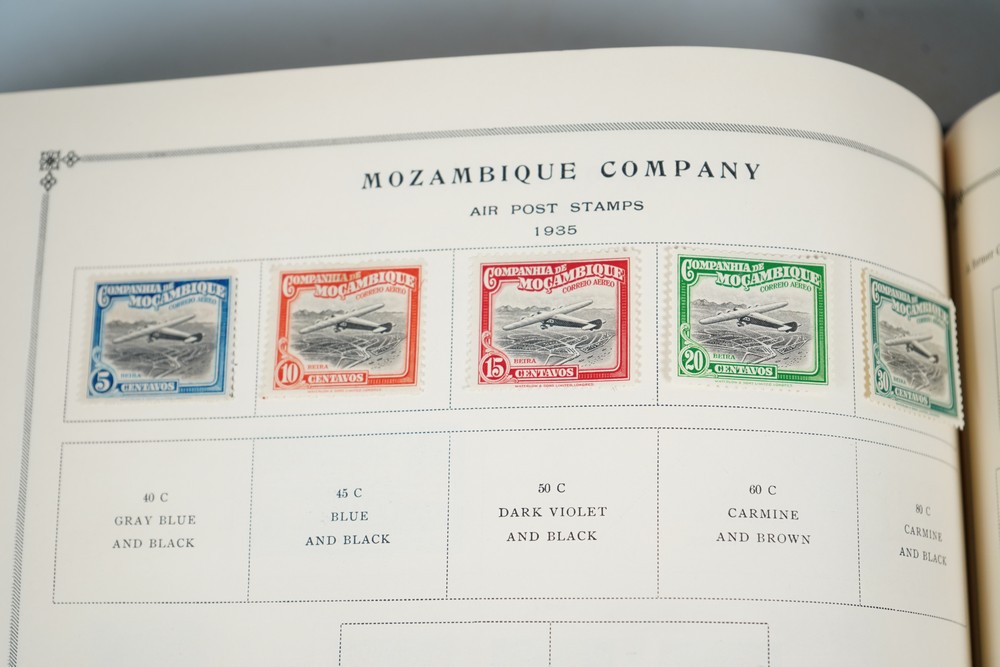 MOZAMBIQUE COMPANY
AIR POST STAMPS
1935
COMPANHIA DE
MOÇAMBIQUE
CORREIO AEREO
BEIRA
5 CENTAVOS
COMPANHIA DE
MOÇAMBIQUE
CORREIO AEREO
BEIRA
10 CENTAVOS
COMPANHIA DE
MOÇAMBIQUE
CORREIO AEREO
BEIRA
15 CENTAVOS
COMPANHIA DE
MOÇAMBIQUE
CORREIO AEREO
BEIRA
20 CENTAVOS
COMPANHIA DE
MOÇAMBIQUE
BEIRA
30 CENTAVOS
40 C
GRAY BLUE
AND BLACK
45 C
BLUE
AND BLACK
50 C
DARK VIOLET
AND BLACK
60 C
CARMINE
AND BROWN
80 C
CARMINE
AND BLACK